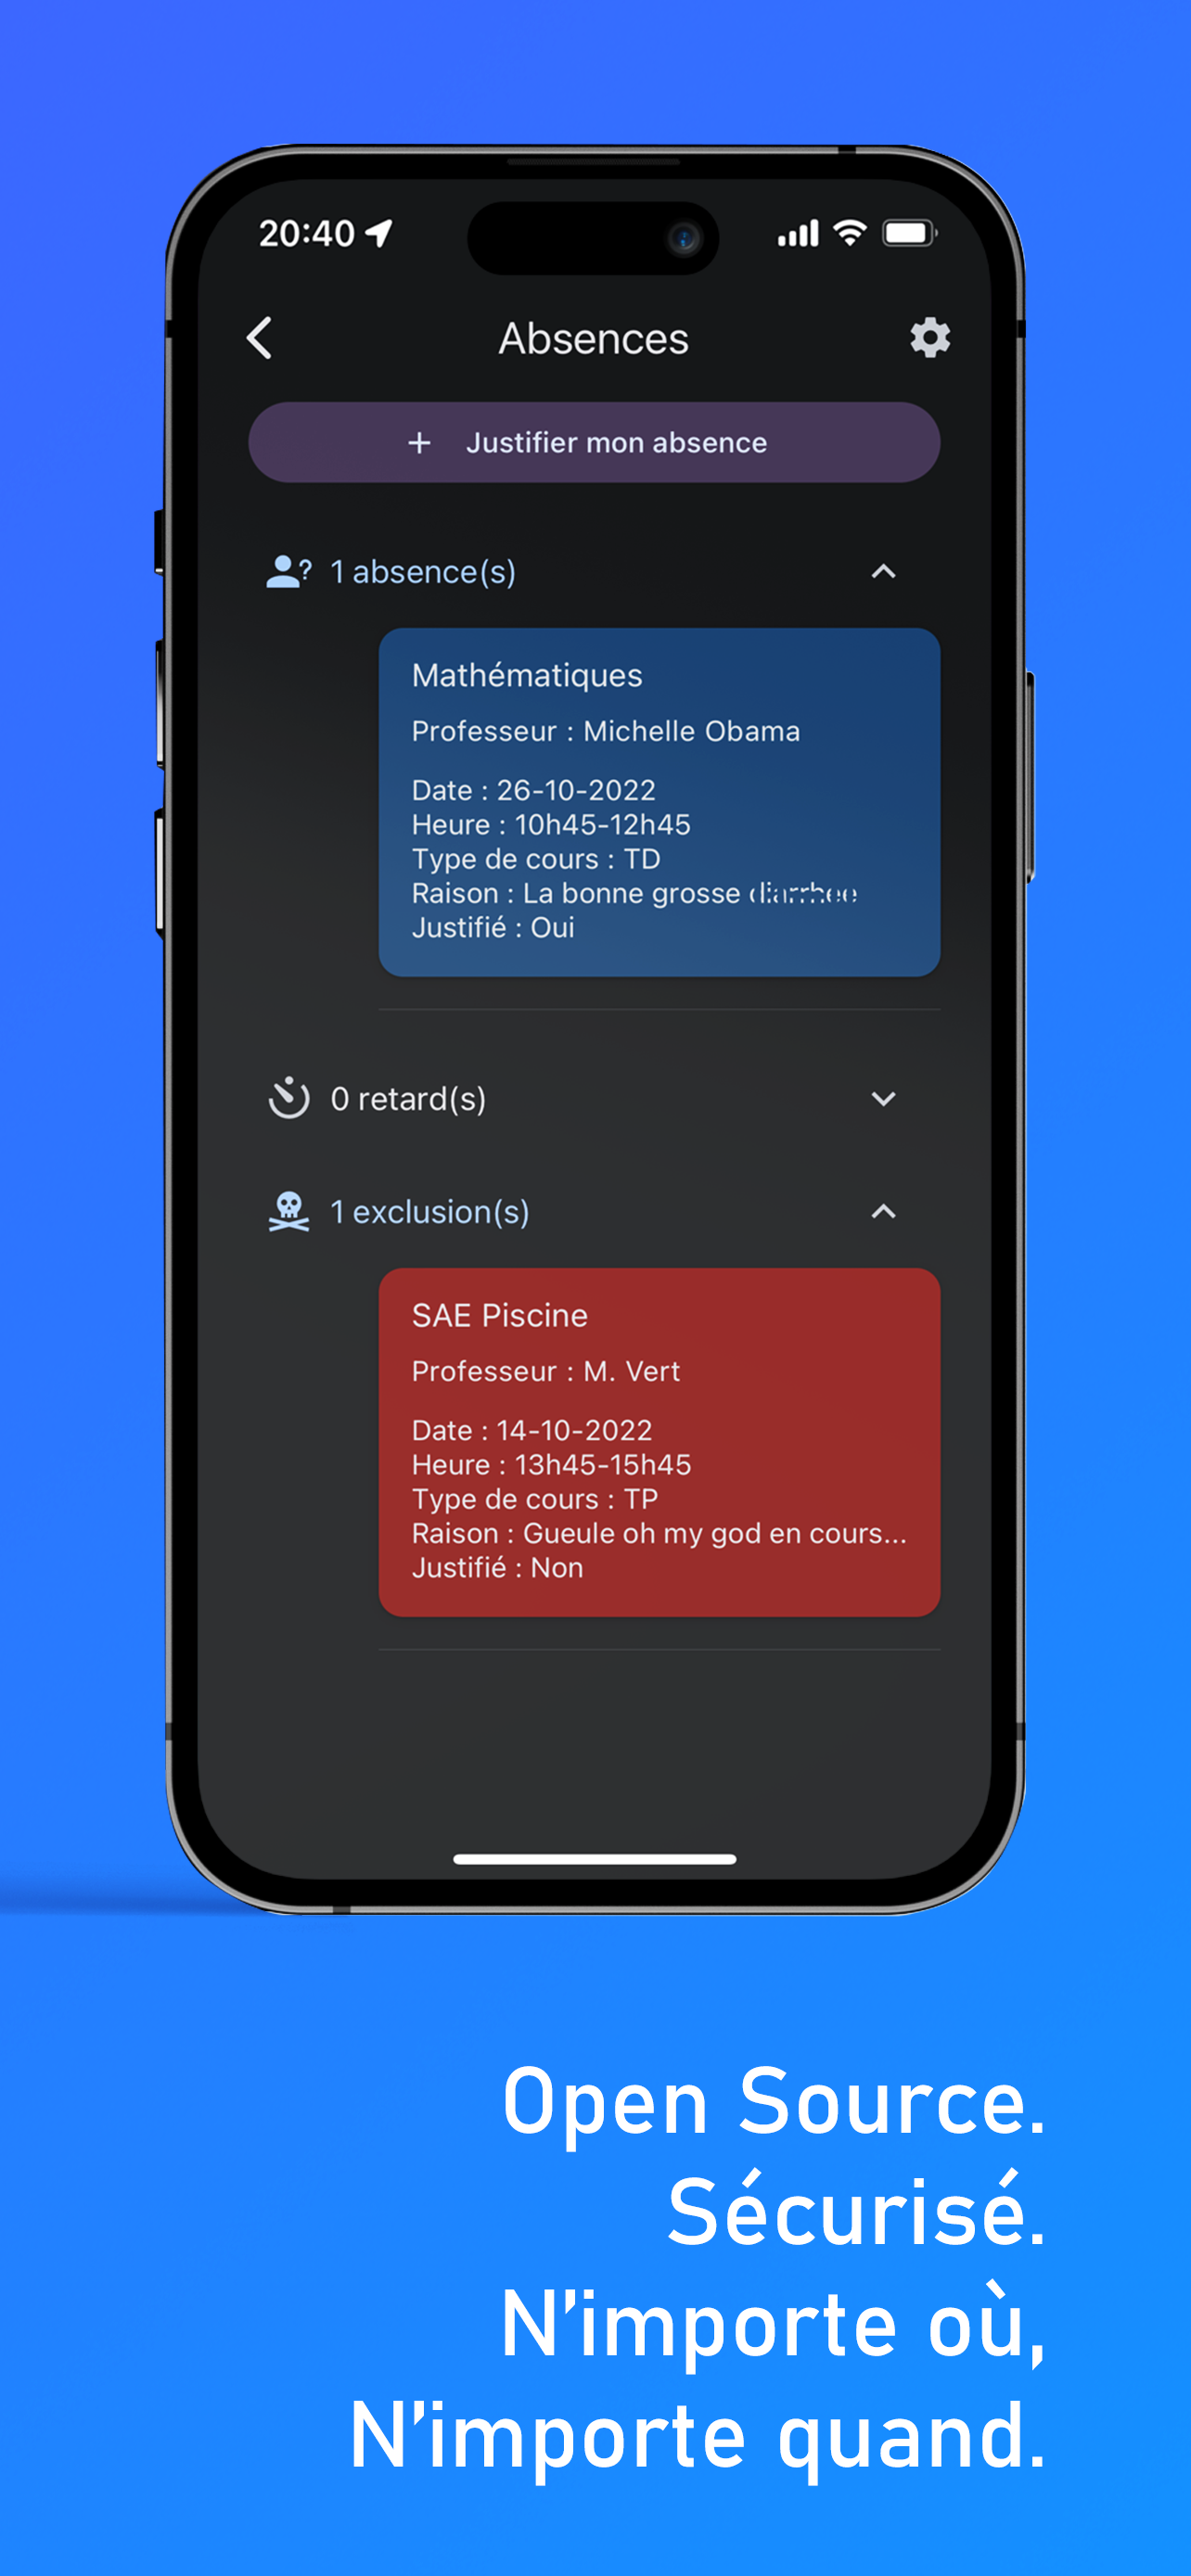 20:40
Absences
+ Justifier mon absence
? 1 absence(s)
Mathématiques
Professeur : Michelle Obama
Date : 26-10-2022
Heure : 10h45-12h45
Type de cours : TD
Raison : La bonne grosse diarrhee
Justifié : Oui
0 retard(s)
1 exclusion(s)
SAE Piscine
Professeur : M. Vert
Date : 14-10-2022
Heure : 13h45-15h45
Type de cours : TP
Raison : Gueule oh my god en cours...
Justifié : Non
Open Source.
Sécurisé.
N'importe où,
N'importe quand.